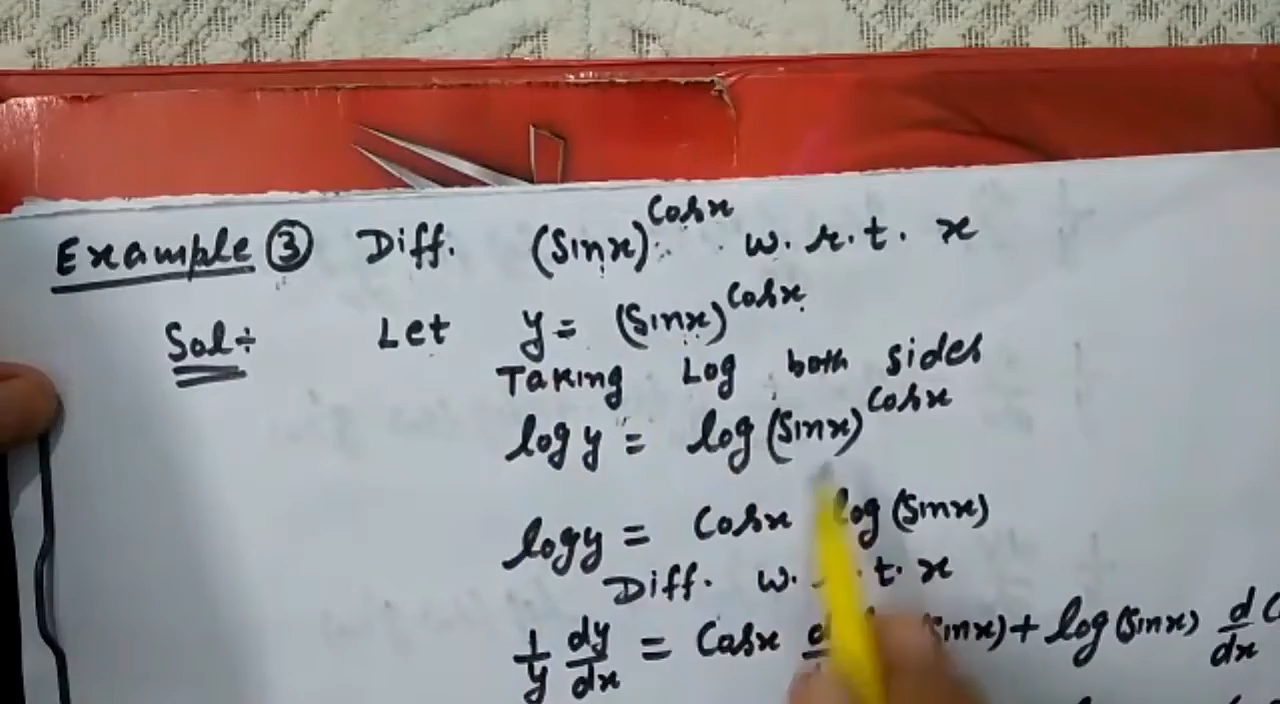 Example ③ Diff. (Sinx)^Cosx w.r.t. x
Sol÷ Let y = (Sinx)^Cosx
Taking Log both sides
log y = log (Sinx)^Cosx
log y = Cosx log (Sinx)
Diff. w. t. x
1/y dy/dx = Cosx d inx) + log (Sinx) d/dx